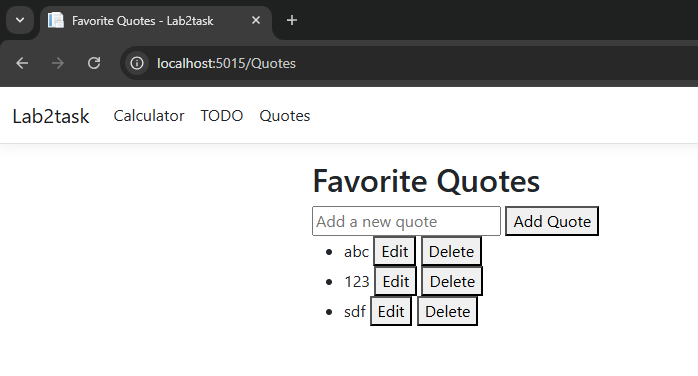 Favorite Quotes - Lab2task
localhost:5015/Quotes
Lab2task Calculator TODO Quotes
Favorite Quotes
Add a new quote Add Quote
abc Edit Delete
123 Edit Delete
sdf Edit Delete